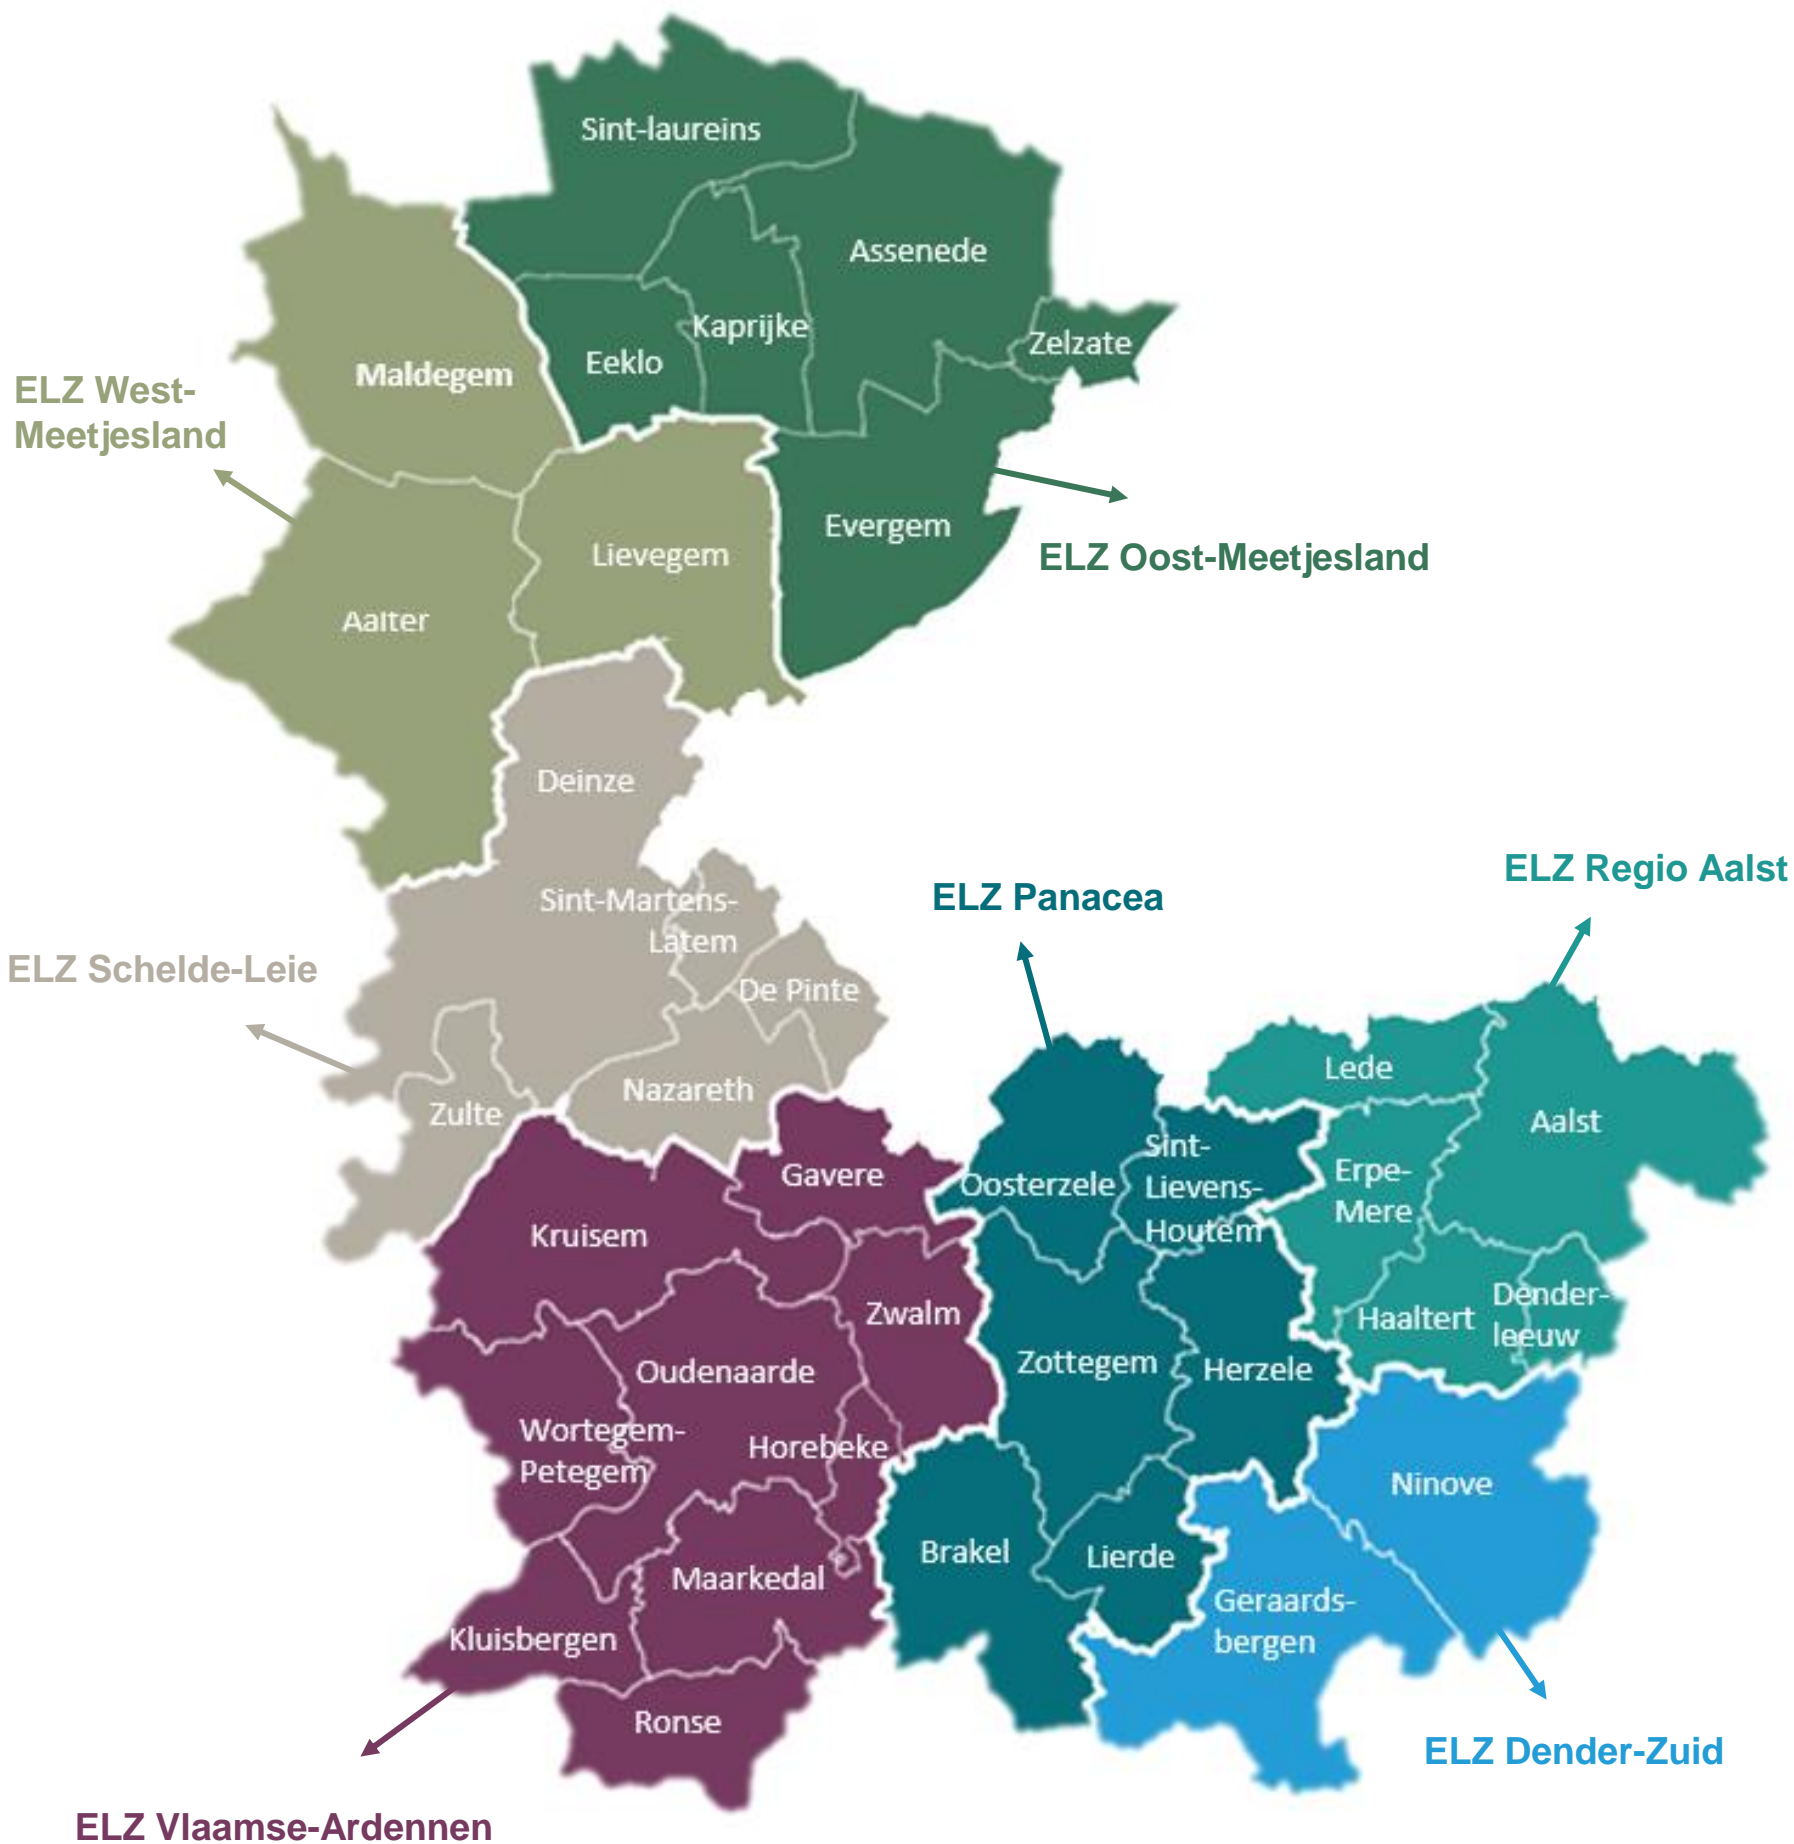 Sint-laureins
Assenede
Kaprijke
Zelzate
Eeklo
Maldegem
ELZ West-
Meetjesland
Evergem
Lievegem
ELZ Oost-Meetjesland
Aalter
Deinze
ELZ Regio Aalst
ELZ Panacea
Sint-Martens-
Latem
ELZ Schelde-Leie
De Pinte
Lede
Nazareth
Zulte
Aalst
Sint-
Lievens-
Houtem
Gavere
Oosterzele
Erpe-
Mere
Kruisem
Zwalm
Haaltert
Dender-
leeuw
Oudenaarde
Zottegem
Herzele
Wortegem-
Petegem
Horebeke
Ninove
Brakel
Lierde
Maarkedal
Geraards-
bergen
Kluisbergen
Ronse
ELZ Dender-Zuid
ELZ Vlaamse-Ardennen